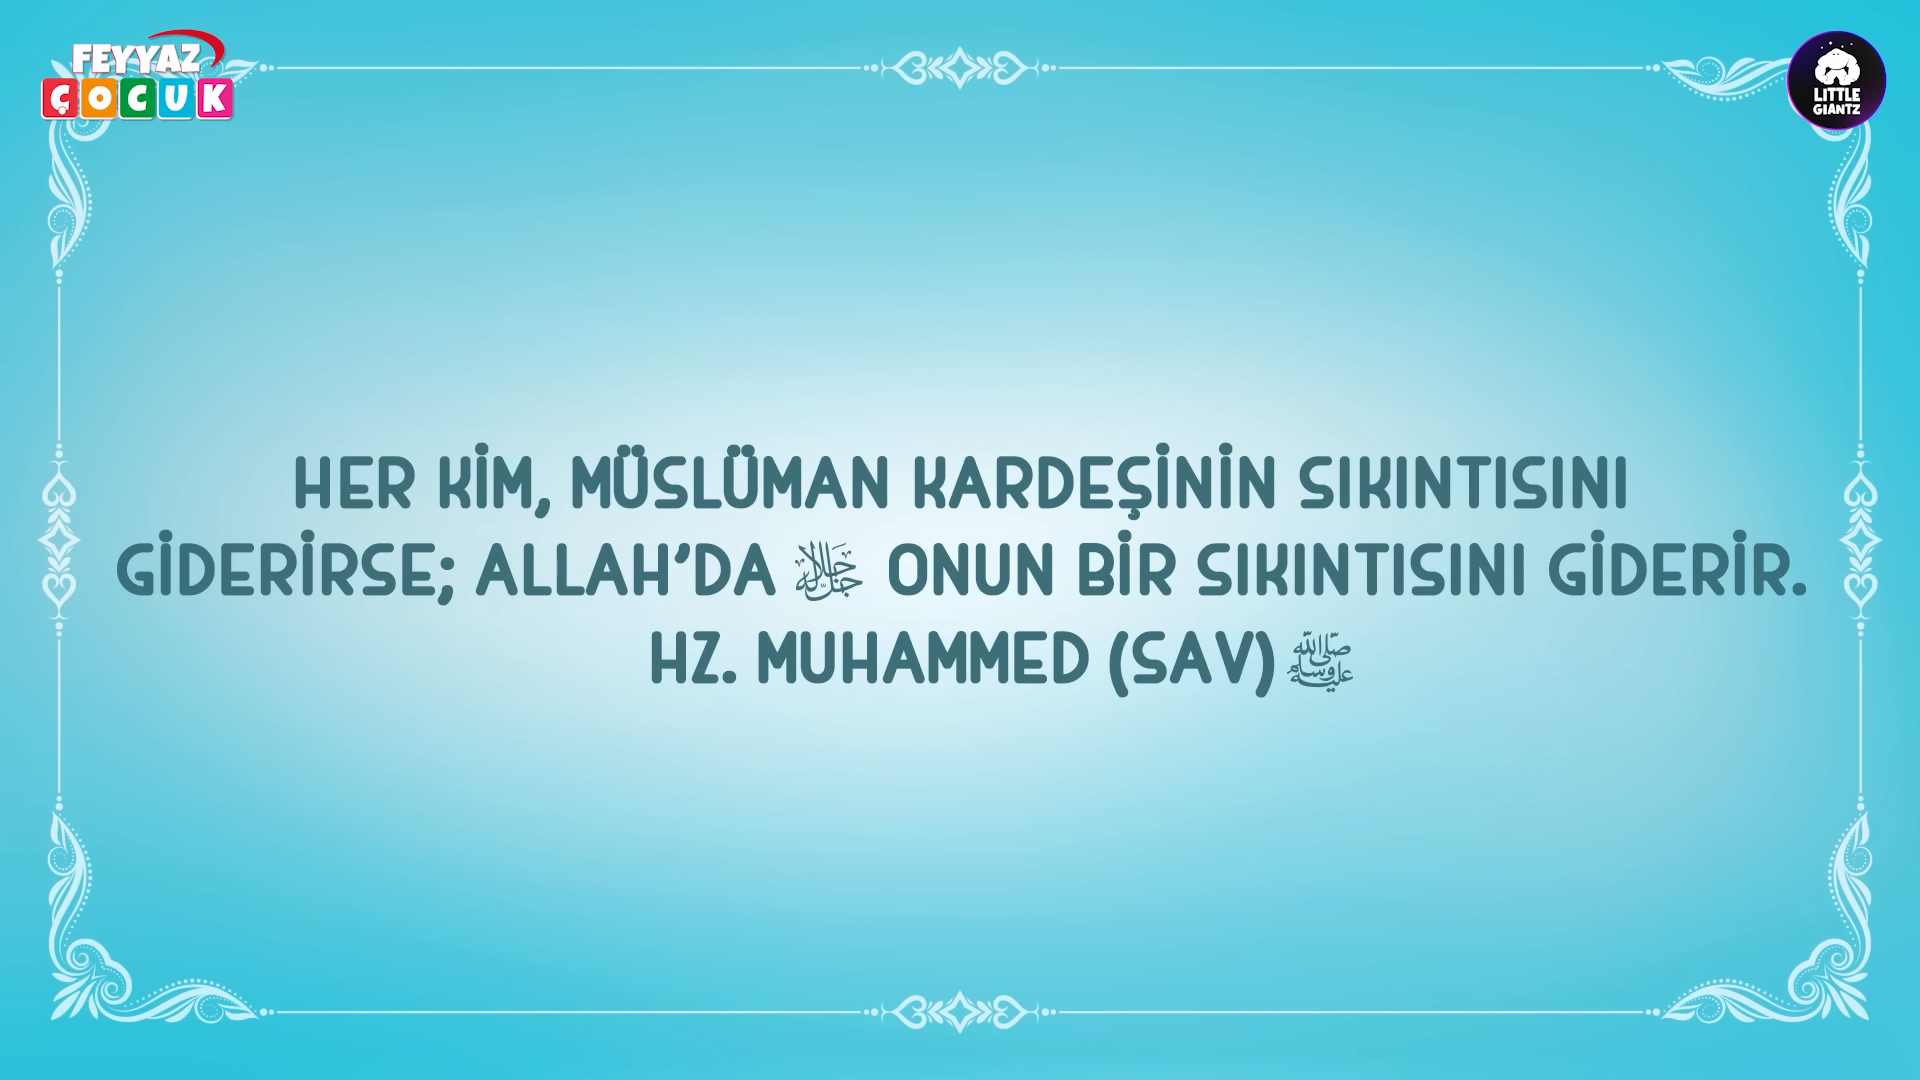 FEYYAZ
ÇOCUK
LITTLE
GIANTZ
HER KİM, MÜSLÜMAN KARDEŞİNİN SIKINTISINI
GİDERİRSE; ALLAH’DA ﷻ ONUN BİR SIKINTISINI GİDERİR.
HZ. MUHAMMED (SAV) ﷺ